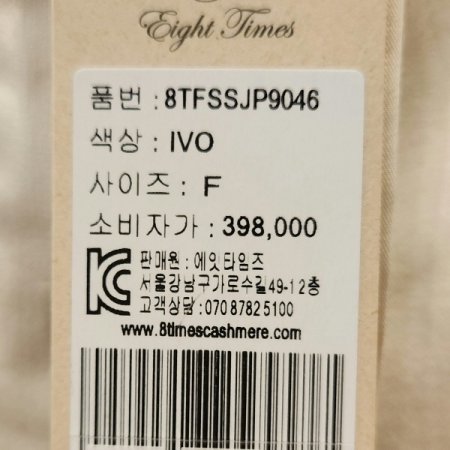 Eight Times
품번 : 8TFSSJP9046
색상 : IVO
사이즈 : F
소비자가 : 398,000
판매원 : 에잇타임즈
서울강남구가로수길49-12층
고객상담 : 070 8782 5100
www.8timescashmere.com